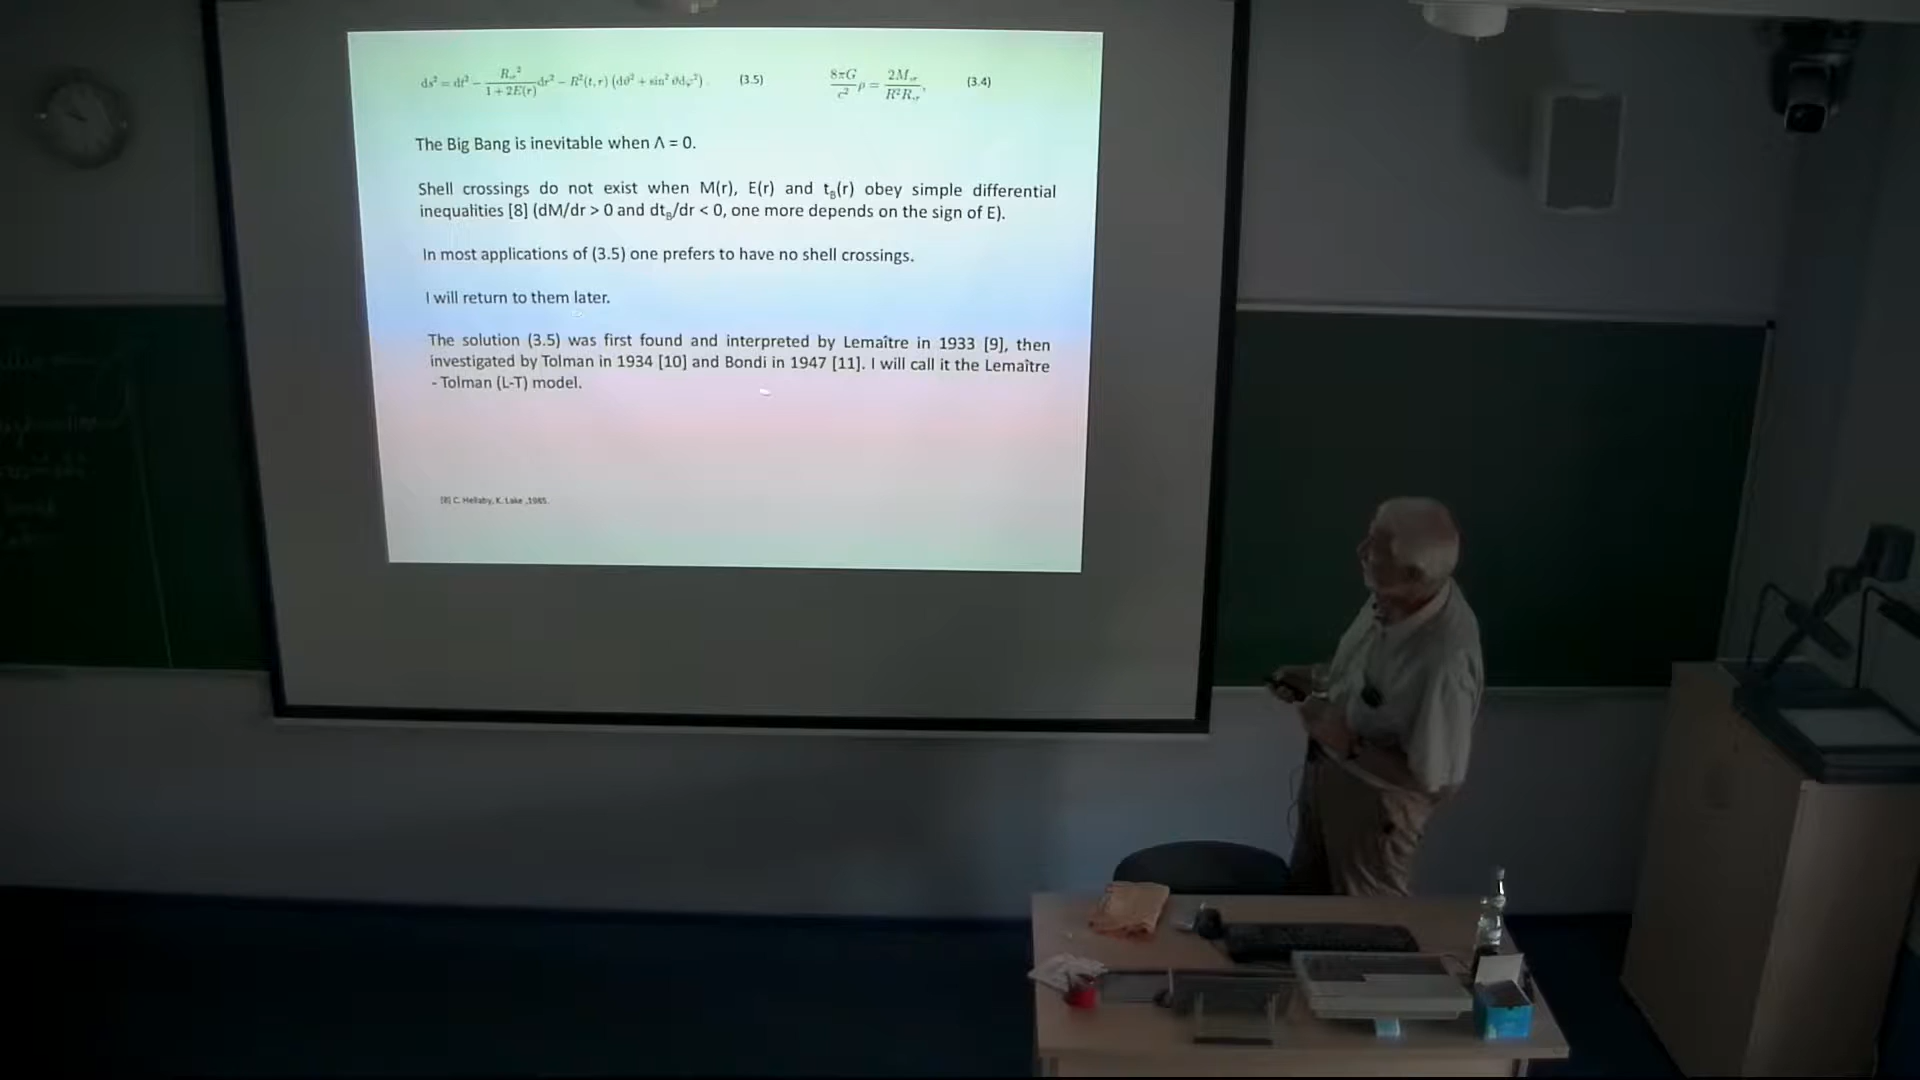 ds² = dt² − R,r² / 1 + 2E(r) dr² − R²(t, r) (dϑ² + sin² ϑdφ²) . (3.5) 8πG / c² ρ = 2M,r / R²R,r , (3.4)
The Big Bang is inevitable when Λ = 0.
Shell crossings do not exist when M(r), E(r) and tB(r) obey simple differential
inequalities [8] (dM/dr > 0 and dtB/dr < 0, one more depends on the sign of E).
In most applications of (3.5) one prefers to have no shell crossings.
I will return to them later.
The solution (3.5) was first found and interpreted by Lemaître in 1933 [9], then
investigated by Tolman in 1934 [10] and Bondi in 1947 [11]. I will call it the Lemaître
- Tolman (L-T) model.
[8] C. Hellaby, K. Lake ,1985.